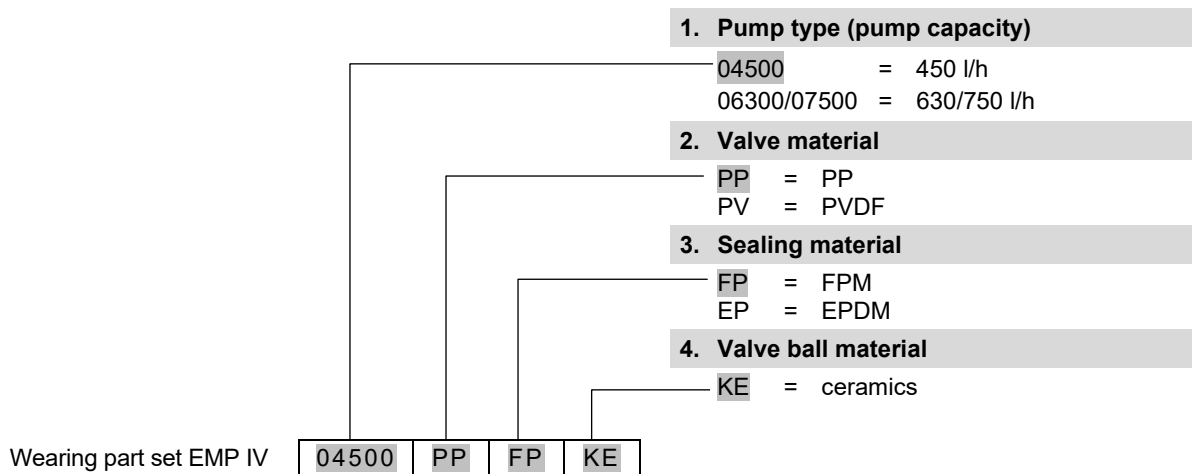 1. Pump type (pump capacity)
04500 = 450 l/h
06300/07500 = 630/750 l/h
2. Valve material
PP = PP
PV = PVDF
3. Sealing material
FP = FPM
EP = EPDM
4. Valve ball material
KE = ceramics
Wearing part set EMP IV 04500 PP FP KE